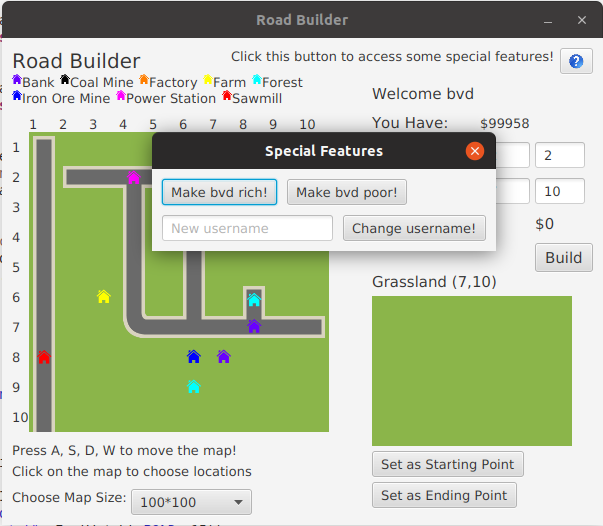 Road Builder
Road Builder
Click this button to access some special features!
Bank Coal Mine Factory Farm Forest
Iron Ore Mine Power Station Sawmill
Welcome bvd
You Have: $99958
1 2 3 4 5 6 7 8 9 10
1
2
3
4
5
6
7
8
9
10
Special Features
Make bvd rich!
Make bvd poor!
New username
Change username!
2
10
$0
Build
Grassland (7,10)
Press A, S, D, W to move the map!
Click on the map to choose locations
Choose Map Size: 100*100
Set as Starting Point
Set as Ending Point